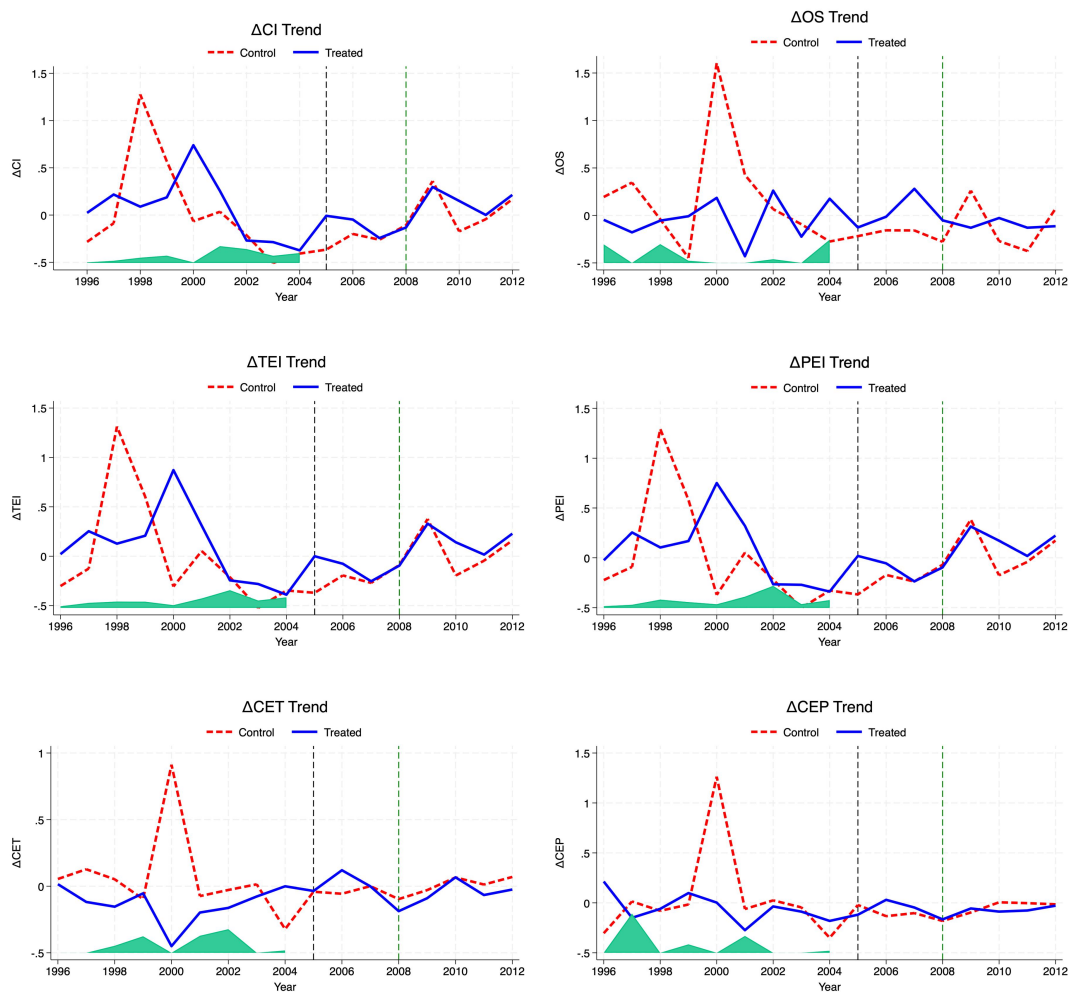 ΔCI Trend
Control Treated
ΔCI
1.5
1
.5
0
-.5
1996 1998 2000 2002 2004 2006 2008 2010 2012
Year
ΔOS Trend
Control Treated
ΔOS
1.5
1
.5
0
-.5
1996 1998 2000 2002 2004 2006 2008 2010 2012
Year
ΔTEI Trend
Control Treated
ΔTEI
1.5
1
.5
0
-.5
1996 1998 2000 2002 2004 2006 2008 2010 2012
Year
ΔPEI Trend
Control Treated
ΔPEI
1.5
1
.5
0
-.5
1996 1998 2000 2002 2004 2006 2008 2010 2012
Year
ΔCET Trend
Control Treated
ΔCET
1
.5
0
-.5
1996 1998 2000 2002 2004 2006 2008 2010 2012
Year
ΔCEP Trend
Control Treated
ΔCEP
1.5
1
.5
0
-.5
1996 1998 2000 2002 2004 2006 2008 2010 2012
Year